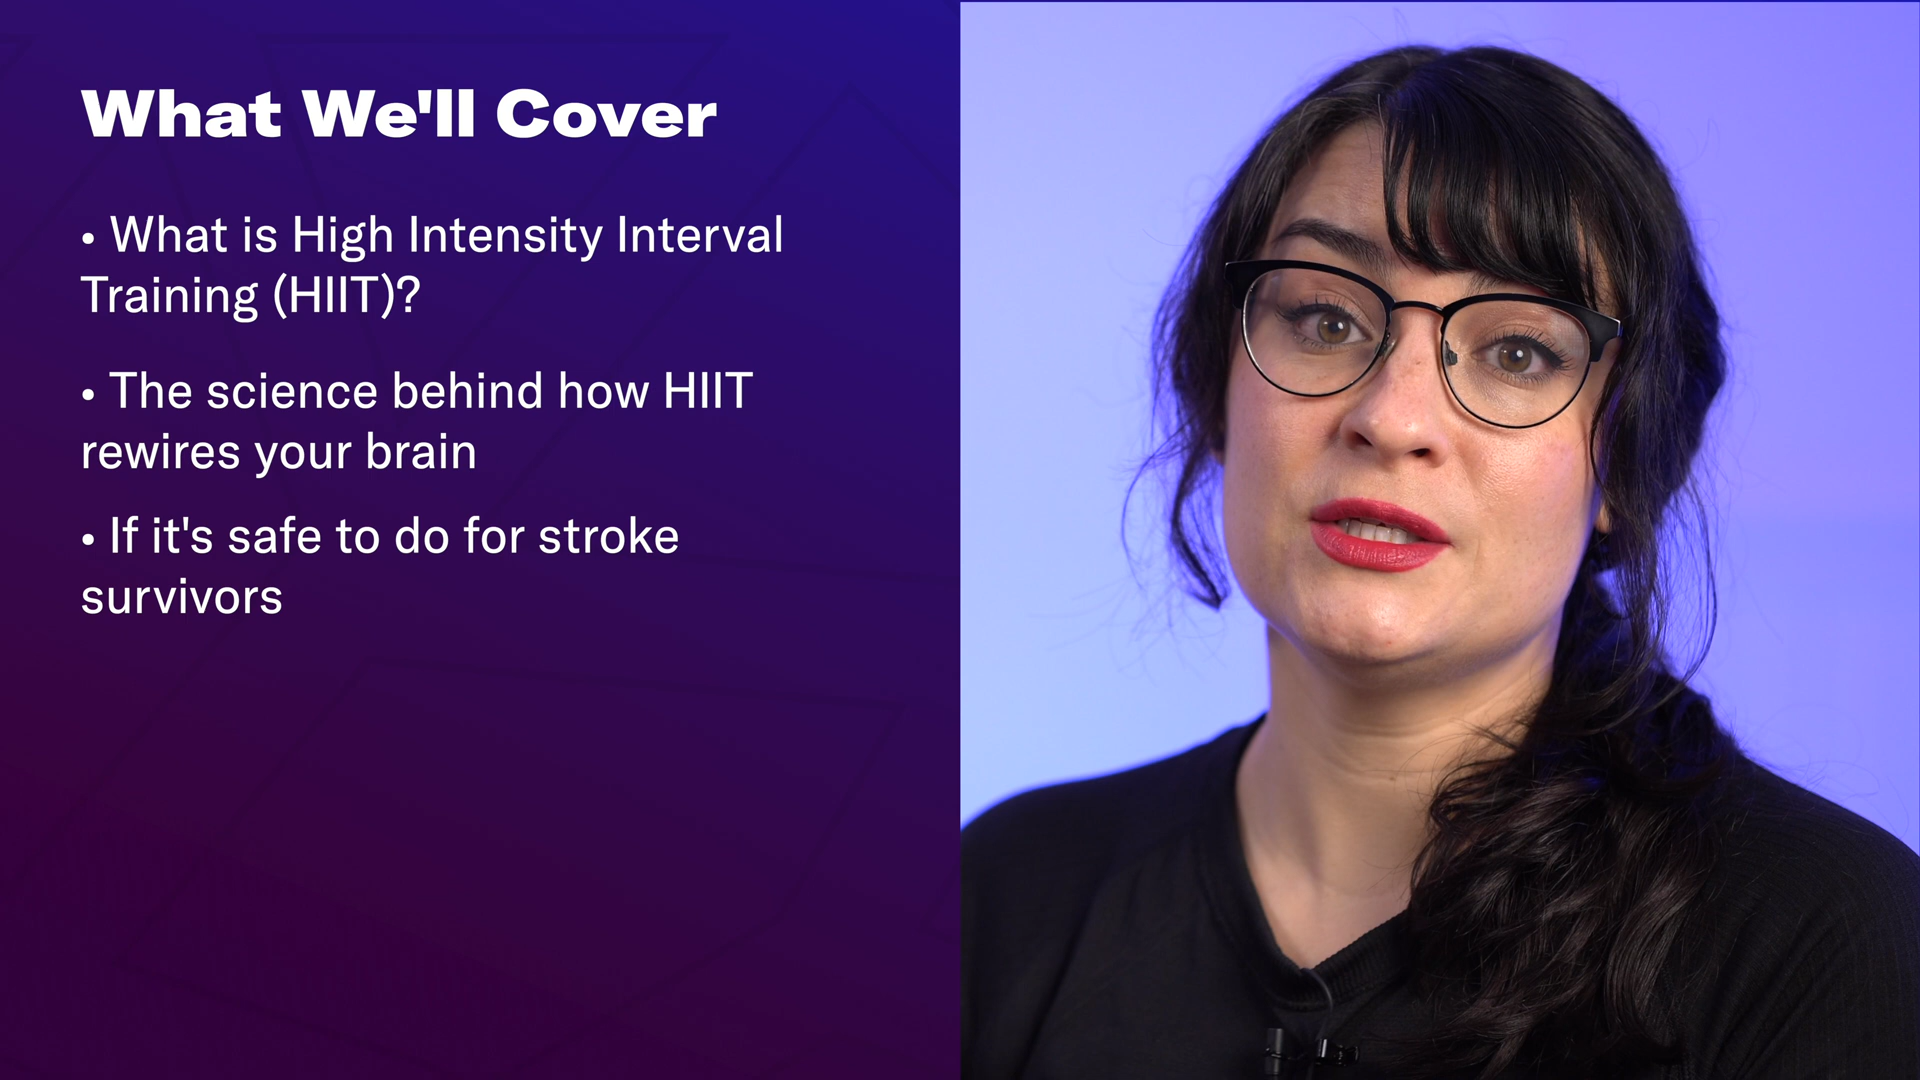 What We'll Cover
• What is High Intensity Interval
Training (HIIT)?
• The science behind how HIIT
rewires your brain
• If it's safe to do for stroke
survivors